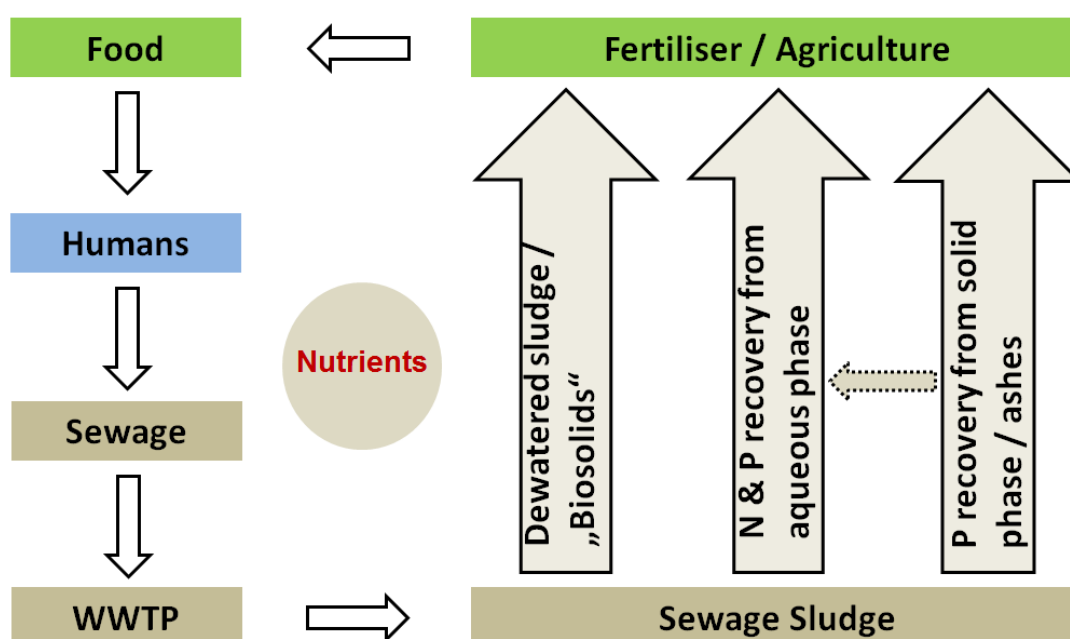 Food
Fertiliser / Agriculture
Humans
Nutrients
Sewage
WWTP
Sewage Sludge
Dewatered sludge /
„Biosolids“
N & P recovery from
aqueous phase
P recovery from solid
phase / ashes